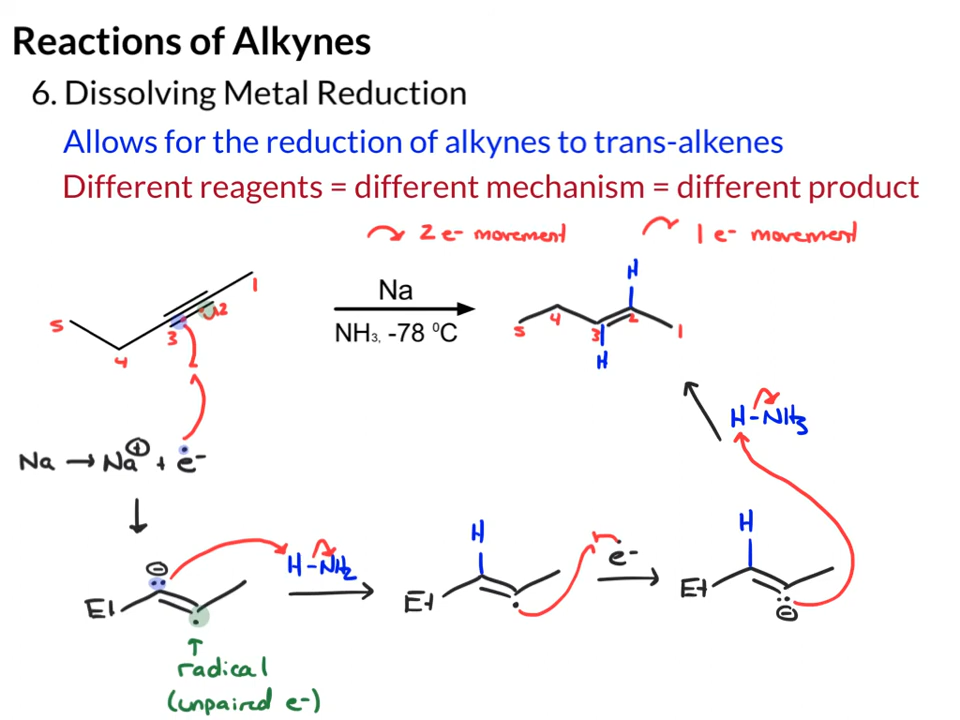 Reactions of Alkynes
6. Dissolving Metal Reduction
Allows for the reduction of alkynes to trans-alkenes
Different reagents = different mechanism = different product
2 e- movement
1 e- movement
1
2
3
4
5
Na
NH₃, -78 ⁰C
H
5
4
3
2
1
H
H-NH₃
Na → Na⊕ + e-
⊖
Et
H-NH₂
H
Et
e-
H
Et
⊖
↑
radical
(unpaired e-)